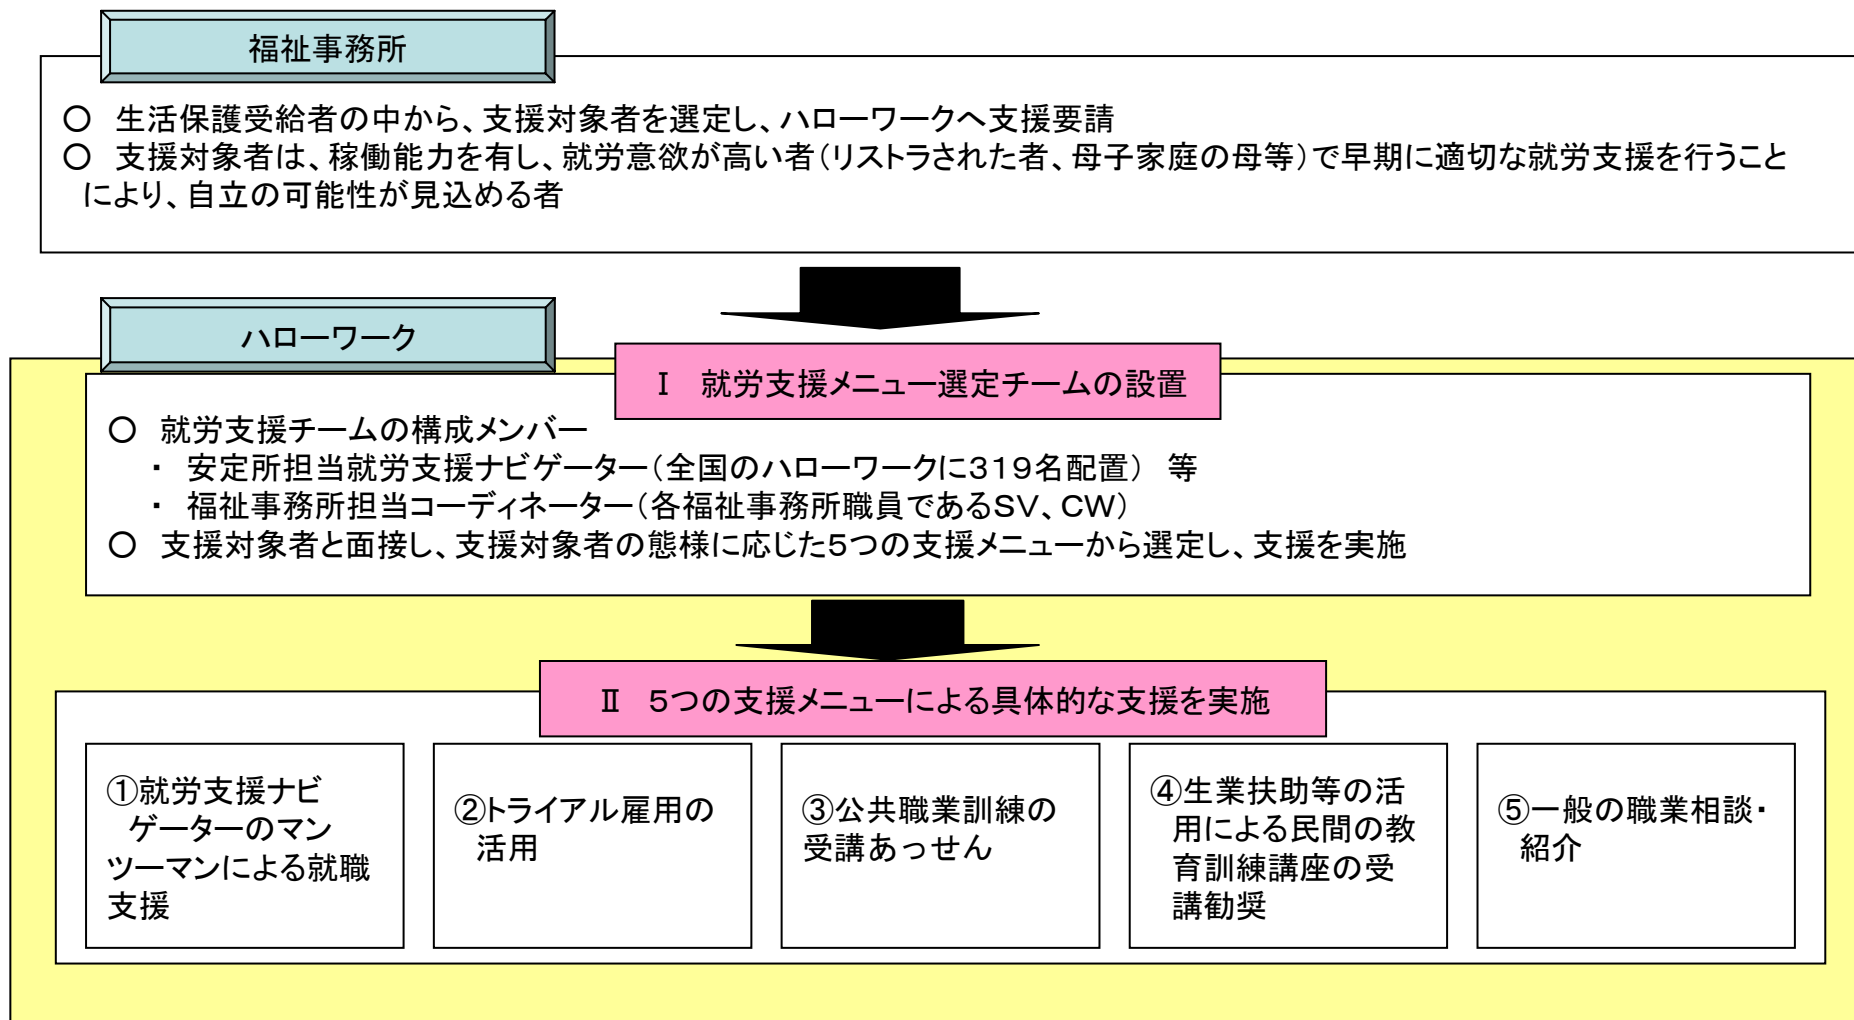 福祉事務所
○　生活保護受給者の中から、支援対象者を選定し、ハローワークへ支援要請
○　支援対象者は、稼働能力を有し、就労意欲が高い者（リストラされた者、母子家庭の母等）で早期に適切な就労支援を行うこと
により、自立の可能性が見込める者
ハローワーク
Ⅰ　就労支援メニュー選定チームの設置
○　就労支援チームの構成メンバー
・　安定所担当就労支援ナビゲーター（全国のハローワークに３１９名配置）　等
・　福祉事務所担当コーディネーター（各福祉事務所職員であるＳＶ、ＣＷ）
○　支援対象者と面接し、支援対象者の態様に応じた５つの支援メニューから選定し、支援を実施
Ⅱ　５つの支援メニューによる具体的な支援を実施
①就労支援ナビ
ゲーターのマン
ツーマンによる就職
支援
②トライアル雇用の
活用
③公共職業訓練の
受講あっせん
④生業扶助等の活
用による民間の教
育訓練講座の受
講勧奨
⑤一般の職業相談・
紹介